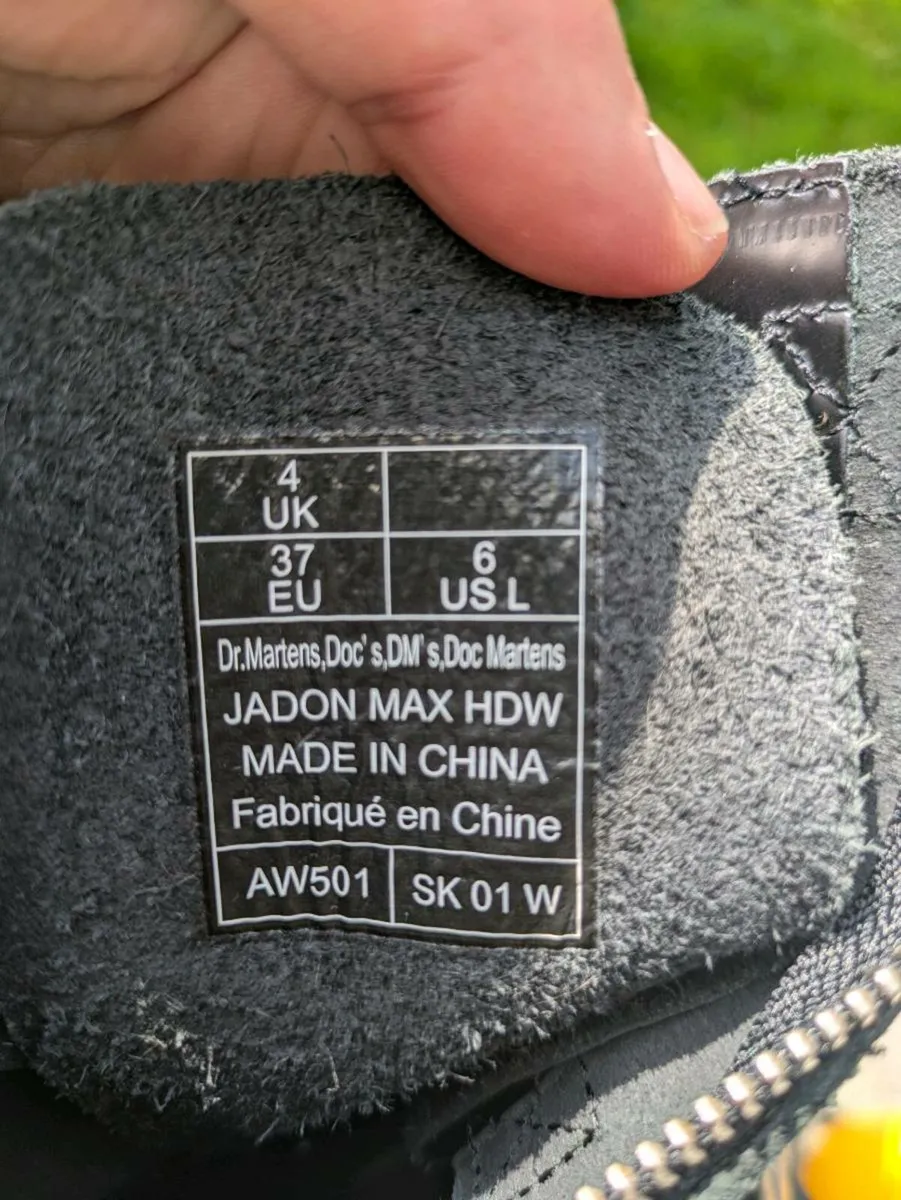 4
UK
37
EU
6
US L
Dr.Martens,Doc's,DM's,Doc Martens
JADON MAX HDW
MADE IN CHINA
Fabriqué en Chine
AW501
SK 01 W